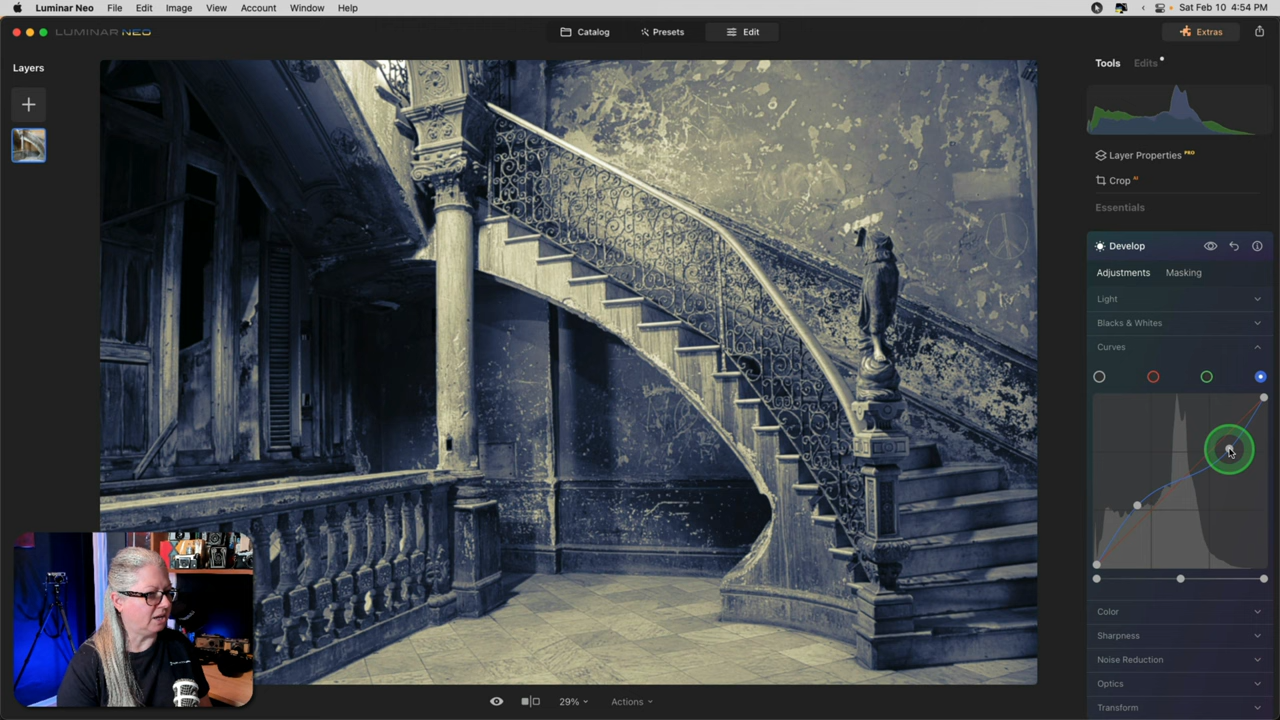 Luminar Neo File Edit Image View Account Window Help Sat Feb 10 4:54 PM
LUMINAR NEO Catalog Presets Edit Extras
Layers
Tools Edits
Layer Properties PRO
Crop AI
Essentials
Develop
Adjustments Masking
Light
Blacks & Whites
Curves
Color
Sharpness
Noise Reduction
Optics
Transform
29% Actions